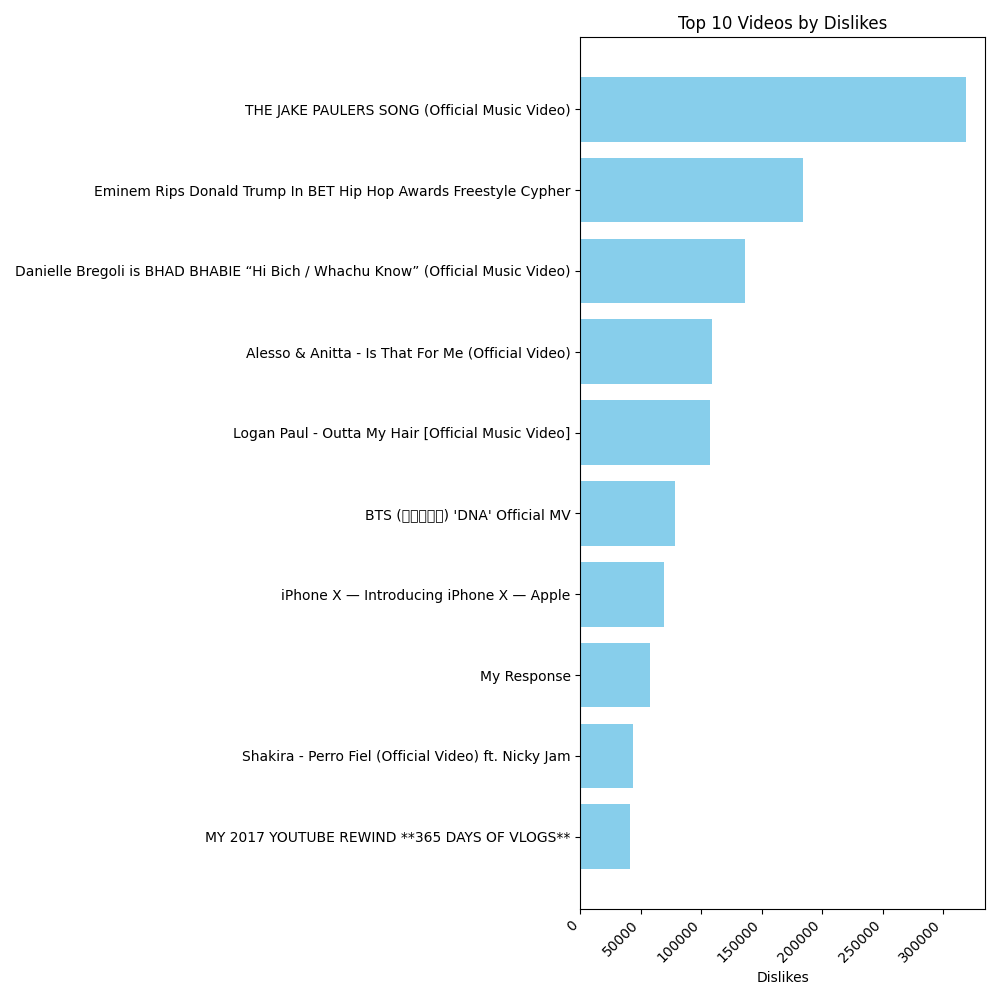 Top 10 Videos by Dislikes
THE JAKE PAULERS SONG (Official Music Video)
Eminem Rips Donald Trump In BET Hip Hop Awards Freestyle Cypher
Danielle Bregoli is BHAD BHABIE “Hi Bich / Whachu Know” (Official Music Video)
Alesso & Anitta - Is That For Me (Official Video)
Logan Paul - Outta My Hair [Official Music Video]
BTS () 'DNA' Official MV
iPhone X — Introducing iPhone X — Apple
My Response
Shakira - Perro Fiel (Official Video) ft. Nicky Jam
MY 2017 YOUTUBE REWIND **365 DAYS OF VLOGS**
0 50000 100000 150000 200000 250000 300000
Dislikes